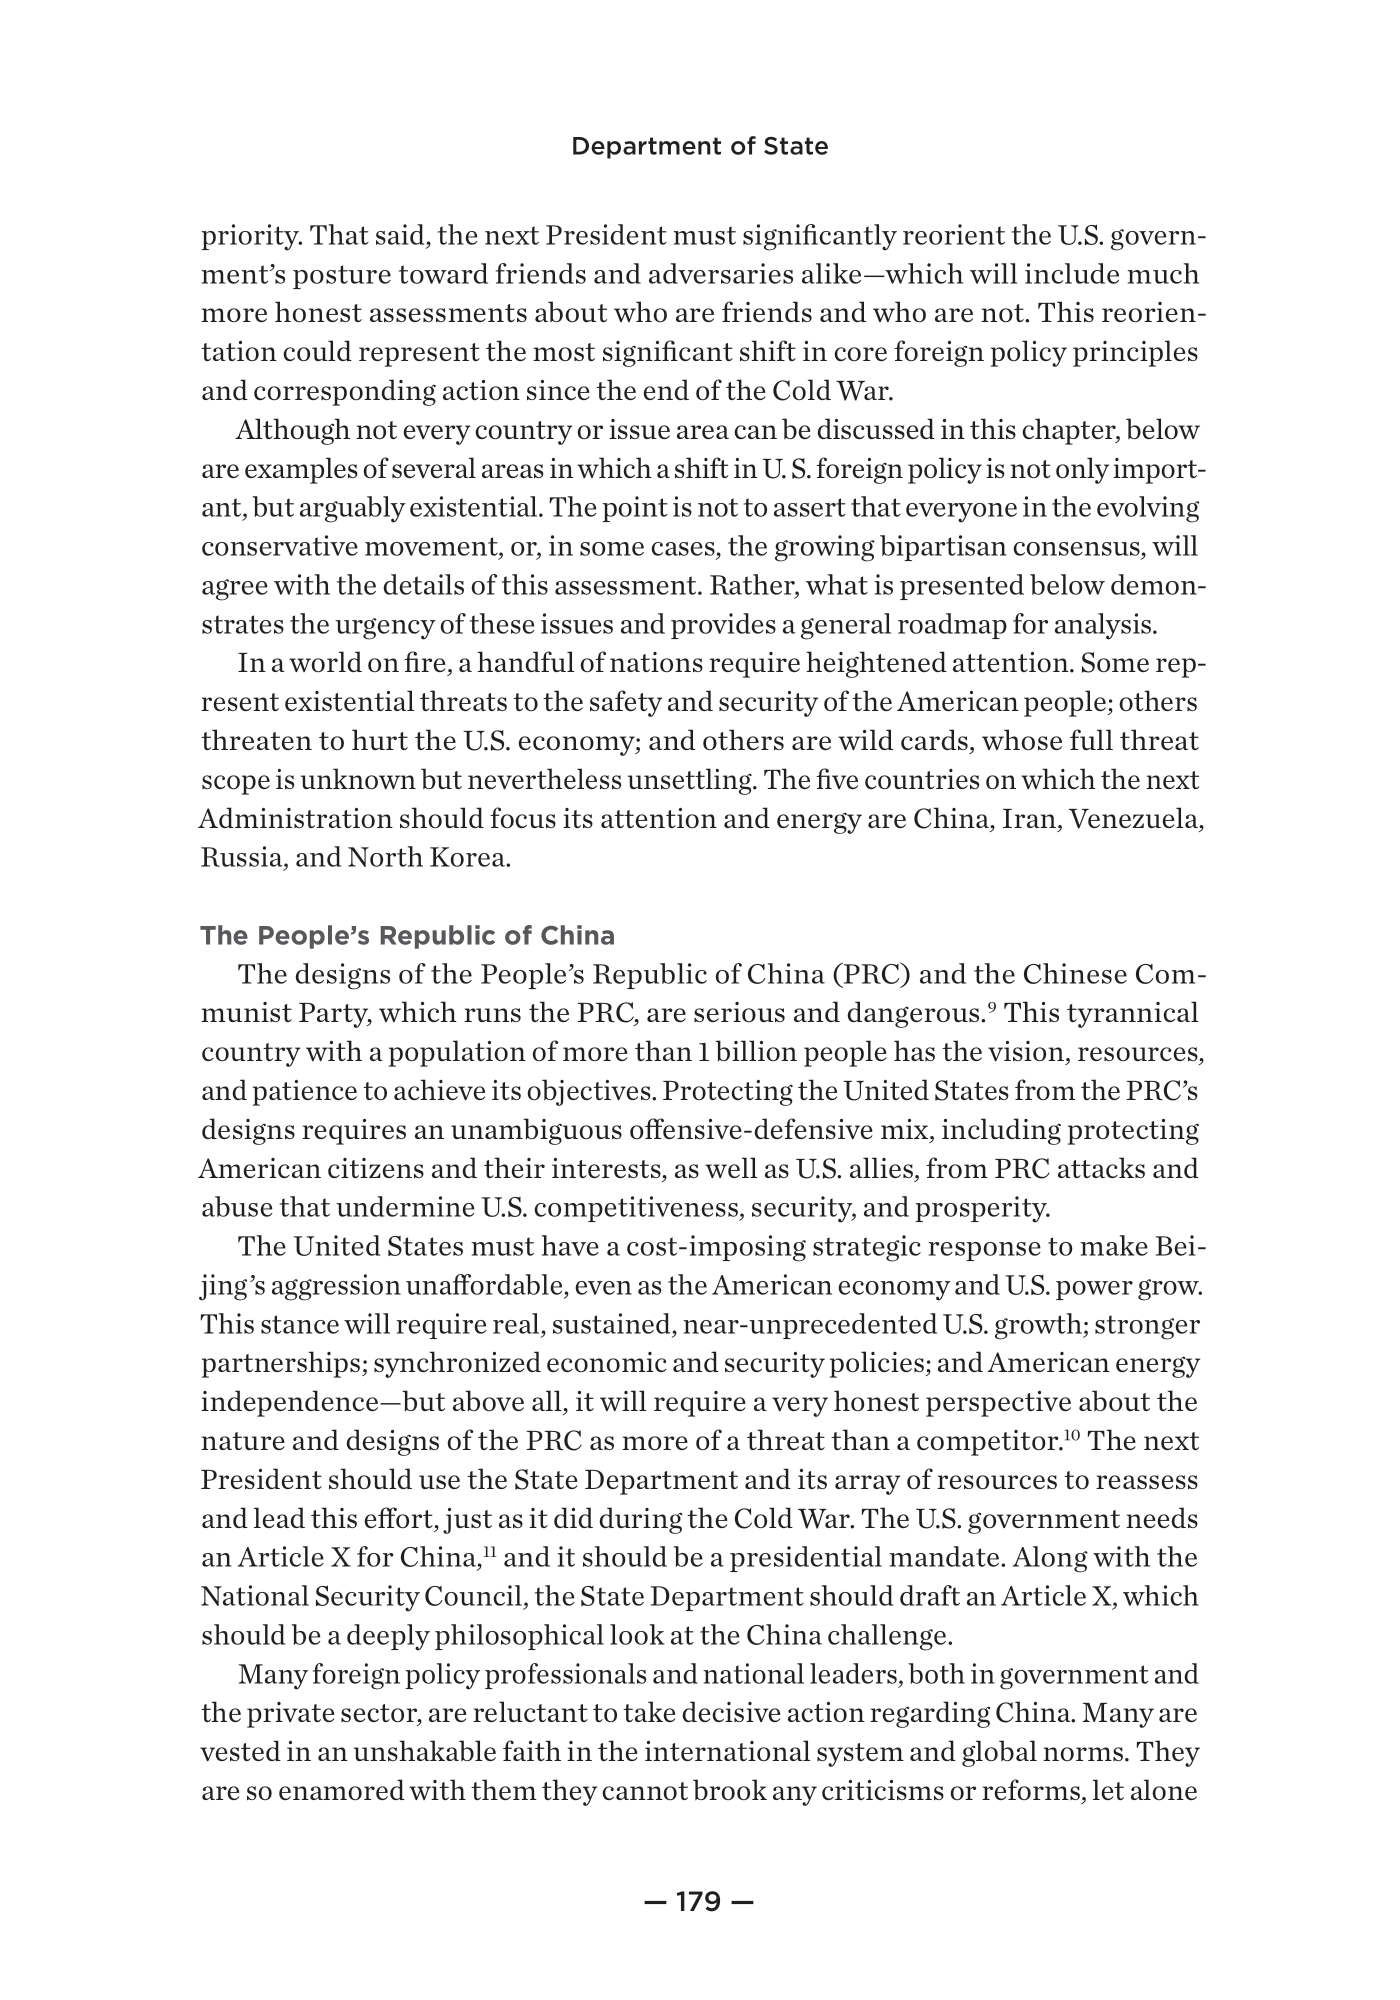 Department of State
priority. That said, the next President must significantly reorient the U.S. govern-
ment’s posture toward friends and adversaries alike—which will include much
more honest assessments about who are friends and who are not. This reorien-
tation could represent the most significant shift in core foreign policy principles
and corresponding action since the end of the Cold War.
Although not every country or issue area can be discussed in this chapter, below
are examples of several areas in which a shift in U. S. foreign policy is not only import-
ant, but arguably existential. The point is not to assert that everyone in the evolving
conservative movement, or, in some cases, the growing bipartisan consensus, will
agree with the details of this assessment. Rather, what is presented below demon-
strates the urgency of these issues and provides a general roadmap for analysis.
In a world on fire, a handful of nations require heightened attention. Some rep-
resent existential threats to the safety and security of the American people; others
threaten to hurt the U.S. economy; and others are wild cards, whose full threat
scope is unknown but nevertheless unsettling. The five countries on which the next
Administration should focus its attention and energy are China, Iran, Venezuela,
Russia, and North Korea.
The People’s Republic of China
The designs of the People’s Republic of China (PRC) and the Chinese Com-
munist Party, which runs the PRC, are serious and dangerous.⁹ This tyrannical
country with a population of more than 1 billion people has the vision, resources,
and patience to achieve its objectives. Protecting the United States from the PRC’s
designs requires an unambiguous offensive-defensive mix, including protecting
American citizens and their interests, as well as U.S. allies, from PRC attacks and
abuse that undermine U.S. competitiveness, security, and prosperity.
The United States must have a cost-imposing strategic response to make Bei-
jing’s aggression unaffordable, even as the American economy and U.S. power grow.
This stance will require real, sustained, near-unprecedented U.S. growth; stronger
partnerships; synchronized economic and security policies; and American energy
independence—but above all, it will require a very honest perspective about the
nature and designs of the PRC as more of a threat than a competitor.¹⁰ The next
President should use the State Department and its array of resources to reassess
and lead this effort, just as it did during the Cold War. The U.S. government needs
an Article X for China,¹¹ and it should be a presidential mandate. Along with the
National Security Council, the State Department should draft an Article X, which
should be a deeply philosophical look at the China challenge.
Many foreign policy professionals and national leaders, both in government and
the private sector, are reluctant to take decisive action regarding China. Many are
vested in an unshakable faith in the international system and global norms. They
are so enamored with them they cannot brook any criticisms or reforms, let alone
— 179 —